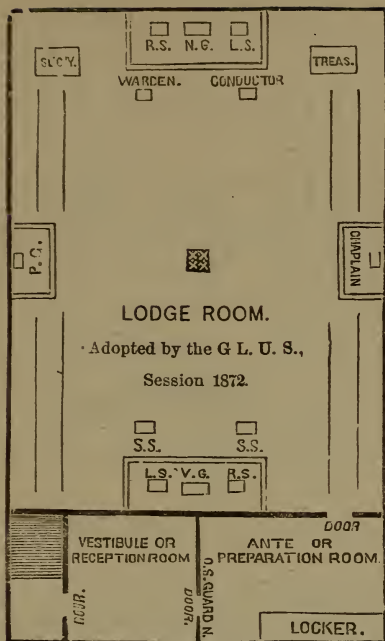 R.S. N.G. L.S.
SEC'Y. TREAS.
WARDEN. CONDUCTOR
P.G.
CHAPLAIN
LODGE ROOM.
Adopted by the G L. U. S.,
Session 1872.
S.S. S.S.
L.S. V.G. R.S.
DOOR
VESTIBULE OR
RECEPTION ROOM
ANTE OR
PREPARATION ROOM
DOOR.
DOOR.
O.S. GUARD N.
LOCKER.